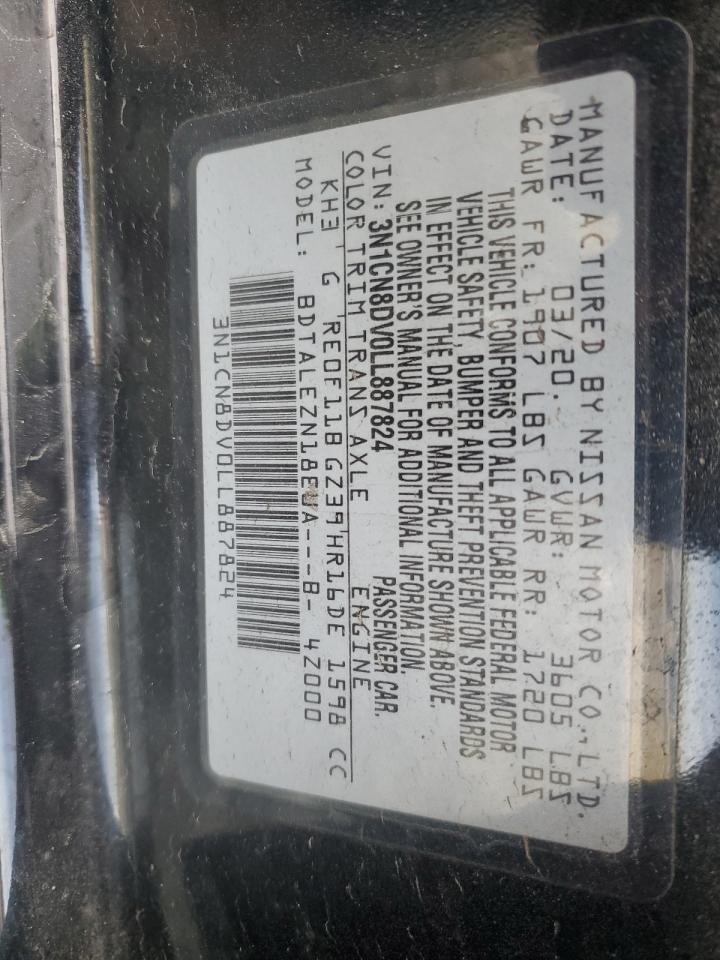 MANUFACTURED BY NISSAN MOTOR CO., LTD.
DATE: 03/20. GVWR: 3605 LBS
GAWR FR: 1907 LBS GAWR RR: 1720 LBS
THIS VEHICLE CONFORMS TO ALL APPLICABLE FEDERAL MOTOR
VEHICLE SAFETY, BUMPER AND THEFT PREVENTION STANDARDS
IN EFFECT ON THE DATE OF MANUFACTURE SHOWN ABOVE.
SEE OWNER'S MANUAL FOR ADDITIONAL INFORMATION.
VIN: 3N1CN8DV0LL887824 PASSENGER CAR.
COLOR TRIM TRANS AXLE ENGINE
KH3 G RE0F11B GZ39 HR16DE 1598 CC
MODEL: BDTALEZN18EUA---B- 4Z000
3N1CN8DV0LL887824